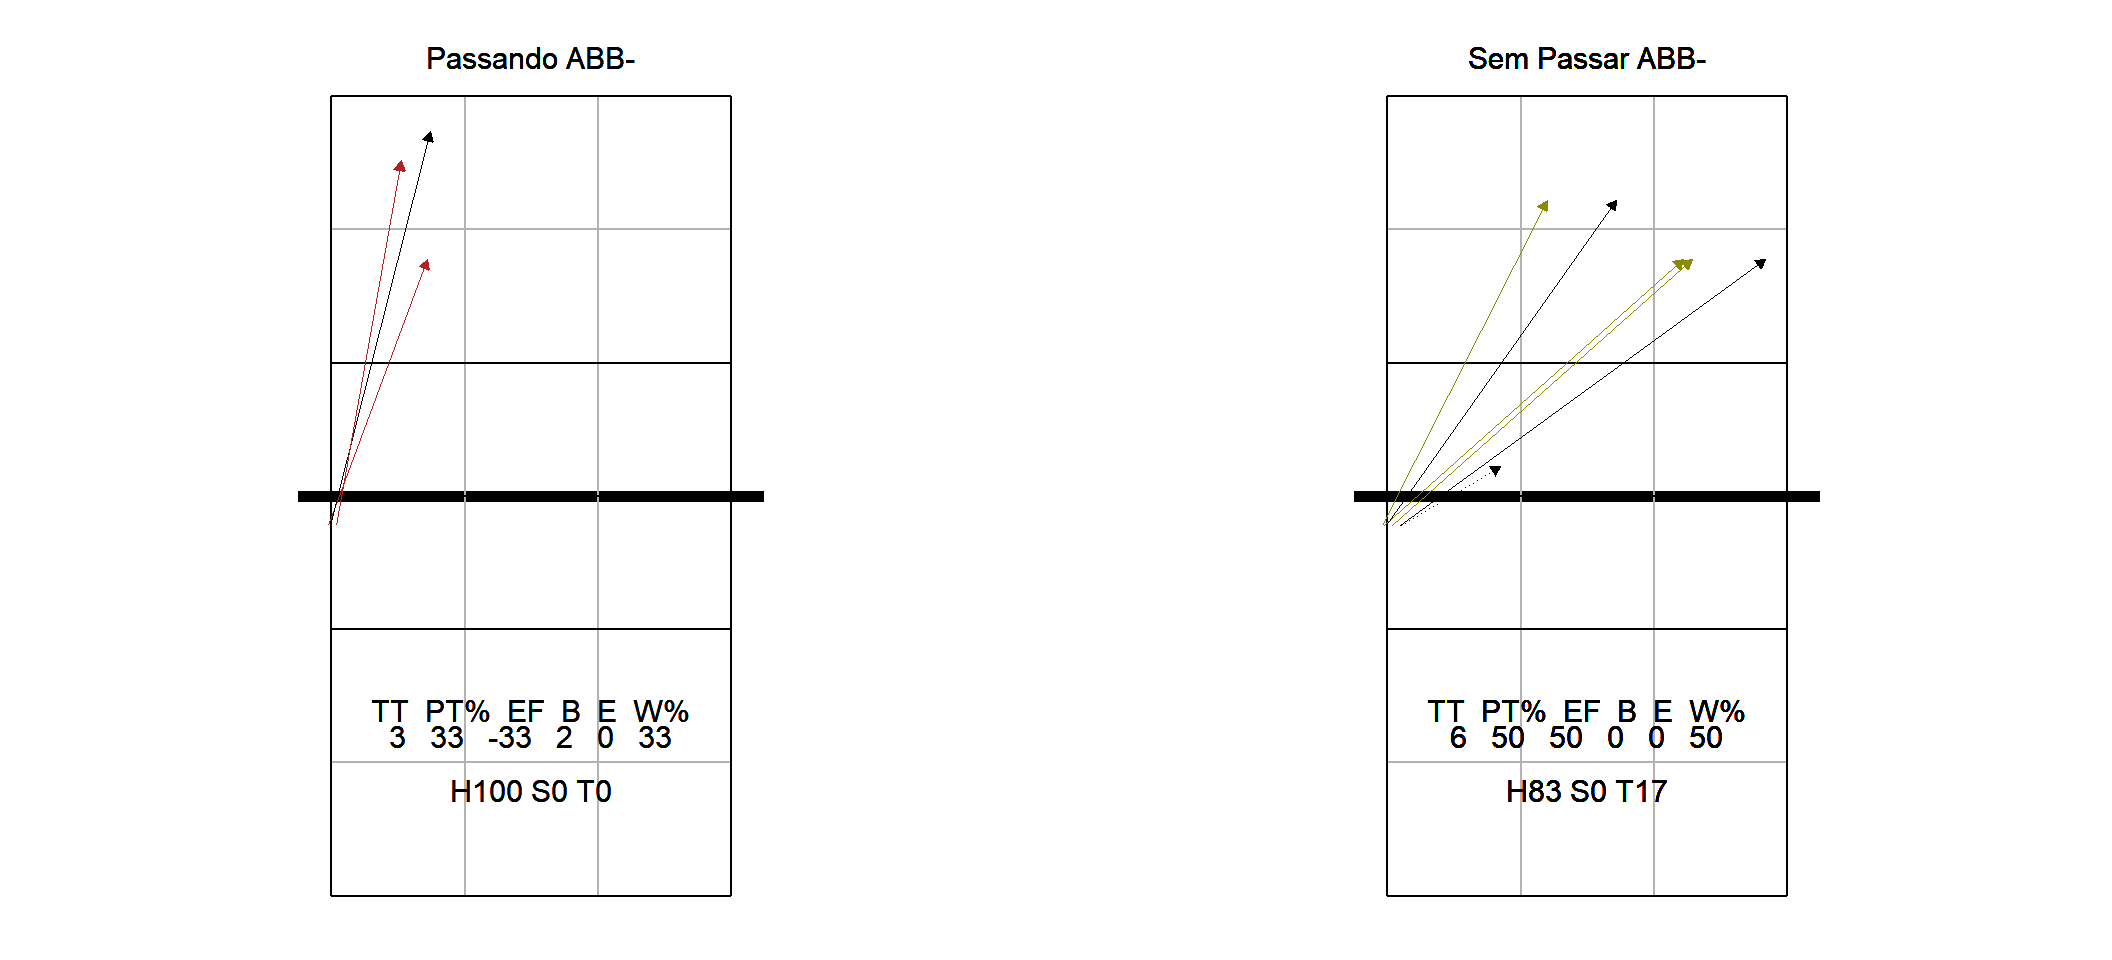 Passando ABB-
TT PT% EF B E W%
3 33 -33 2 0 33
H100 S0 T0
Sem Passar ABB-
TT PT% EF B E W%
6 50 50 0 0 50
H83 S0 T17